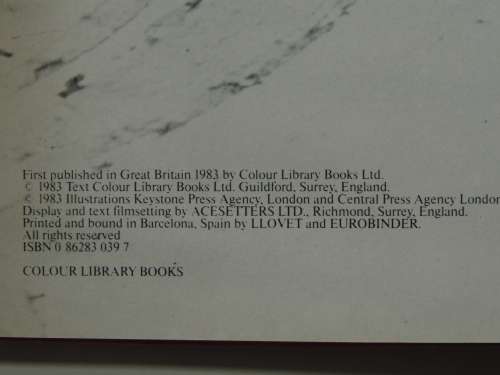 First published in Great Britain 1983 by Colour Library Books Ltd.
© 1983 Text Colour Library Books Ltd. Guildford, Surrey, England.
© 1983 Illustrations Keystone Press Agency, London and Central Press Agency London
Display and text filmsetting by ACESETTERS LTD., Richmond, Surrey, England.
Printed and bound in Barcelona, Spain by LLOVET and EUROBINDER.
All rights reserved
ISBN 0 86283 039 7
COLOUR LIBRARY BOOKS